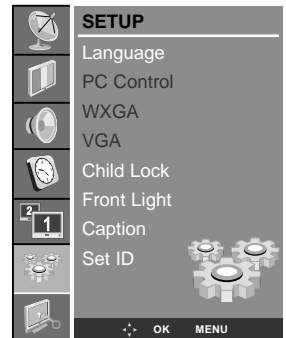 SETUP
Language
PC Control
WXGA
VGA
Child Lock
Front Light
Caption
Set ID
2
1
OK MENU